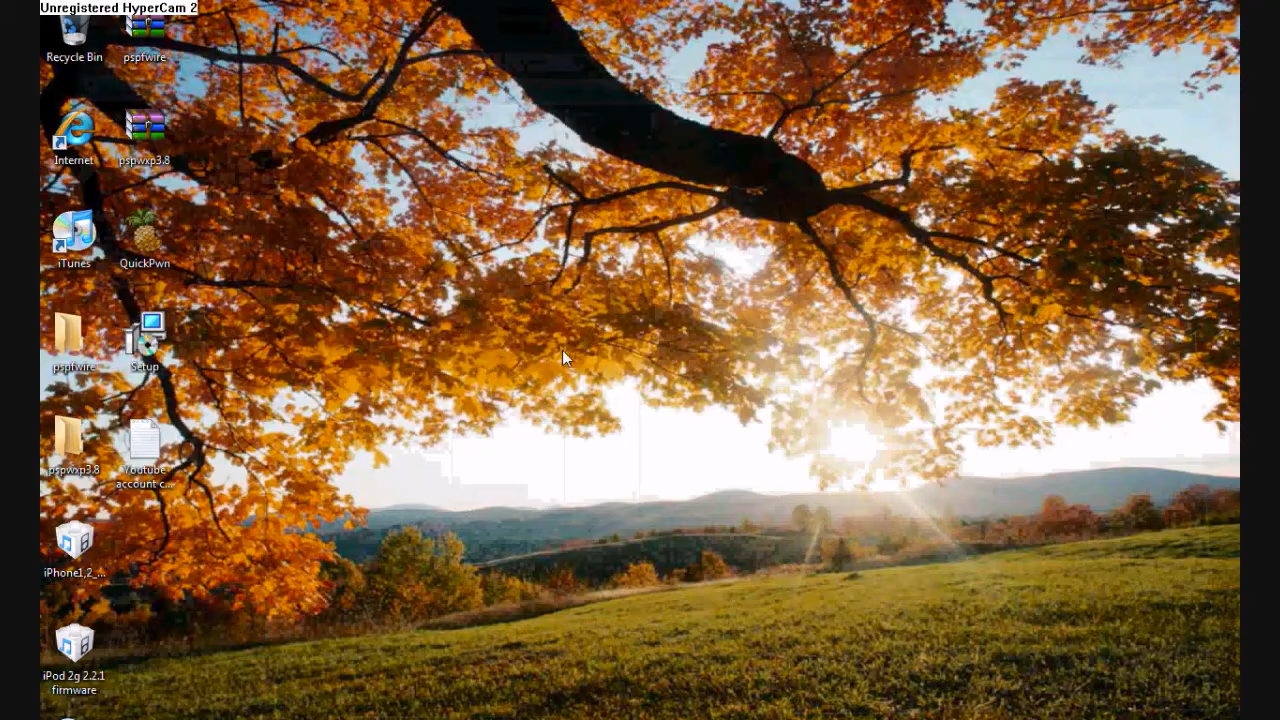 Unregistered HyperCam 2
Recycle Bin
pspfwire
Internet
pspwxp3.8
iTunes
QuickPwn
pspfwire
Setup
pspwxp3.8
Youtube
account c...
iPhone1,2_...
iPod 2g 2.2.1
firmware